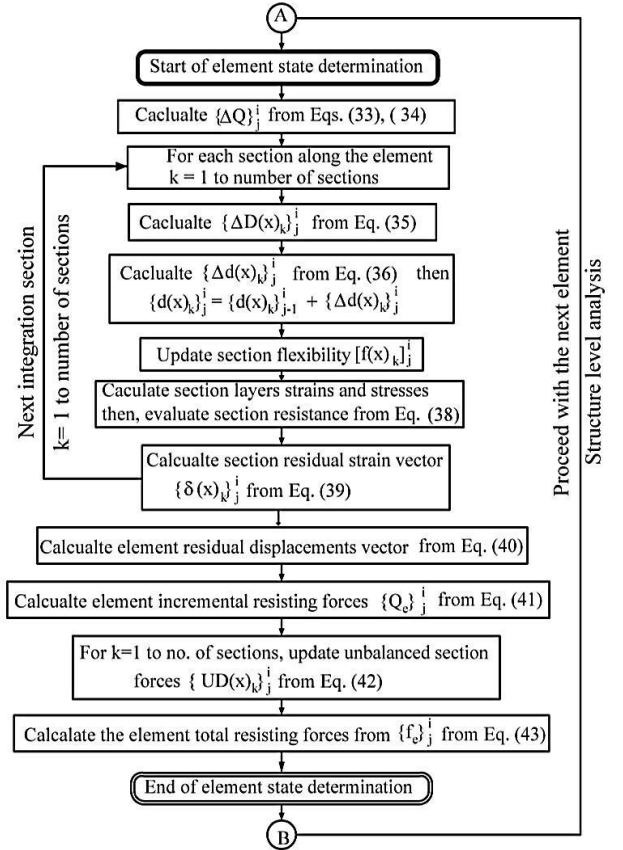 A
Start of element state determination
Caclualte {ΔQ}ⁱⱼ from Eqs. (33), ( 34)
For each section along the element
k = 1 to number of sections
Caclualte {ΔD(x)ₖ}ⁱⱼ from Eq. (35)
Caclualte {Δd(x)ₖ}ⁱⱼ from Eq. (36) then
{d(x)ₖ}ⁱⱼ = {d(x)ₖ}ⁱⱼ₋₁ + {Δd(x)ₖ}ⁱⱼ
Update section flexibility [f(x) ₖ]ⁱⱼ
Caculate section layers strains and stresses
then, evaluate section resistance from Eq. (38)
Calcualte section residual strain vector
{δ(x)ₖ}ⁱⱼ from Eq. (39)
Calcualte element residual displacements vector from Eq. (40)
Calcualte element incremental resisting forces {Qₑ} ⁱⱼ from Eq. (41)
For k=1 to no. of sections, update unbalanced section
forces { UD(x)ₖ}ⁱⱼ from Eq. (42)
Calcalate the element total resisting forces from {fₑ}ⁱⱼ from Eq. (43)
End of element state determination
B
Next integration section
k= 1 to number of sections
Proceed with the next element
Structure level analysis